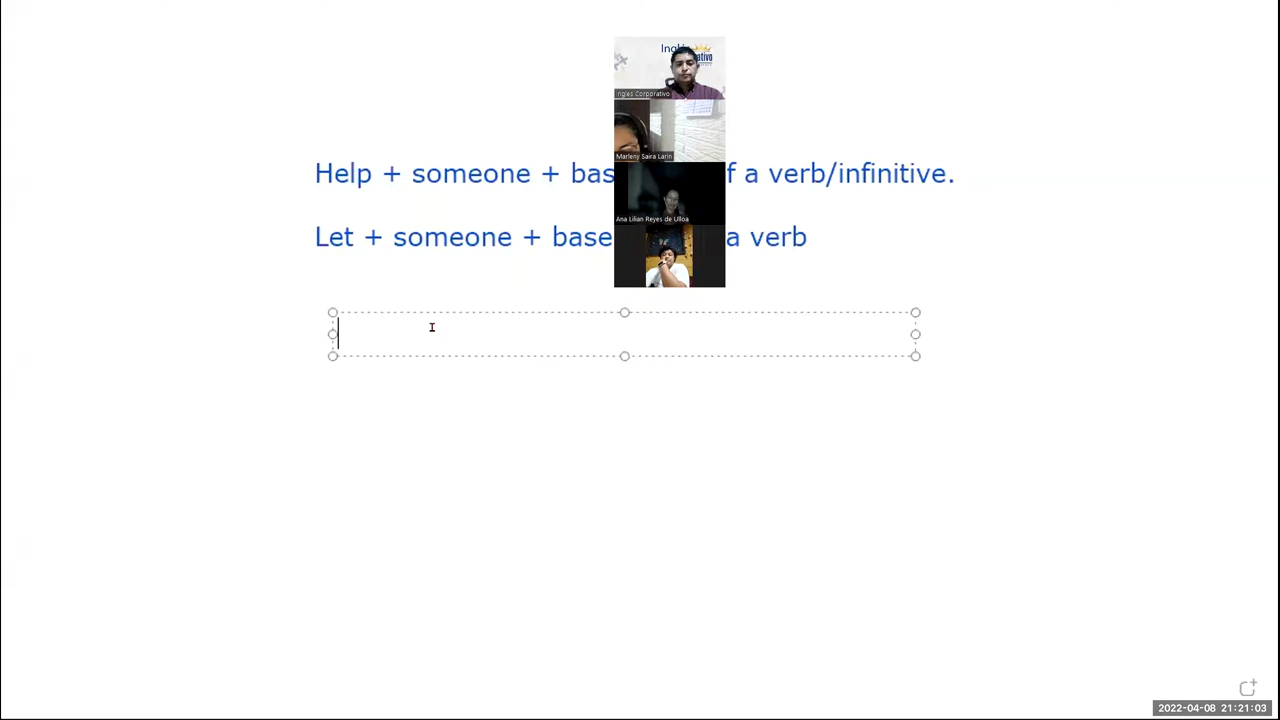 Ingles Corporativo
Marleny Saira Larin
Help + someone + bas f a verb/infinitive.
Ana Lilian Reyes de Ulloa
Let + someone + base a verb
2022-04-08 21:21:03